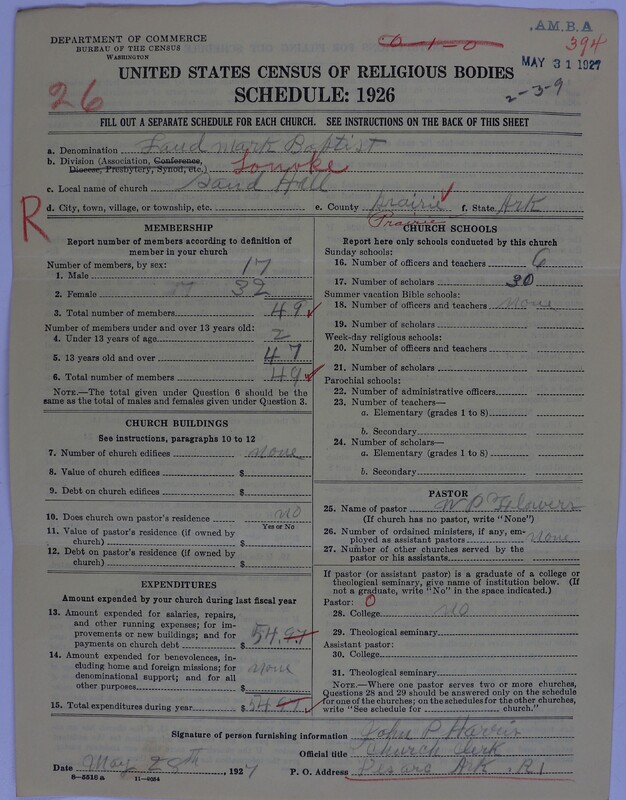 .A.M.B.A
394
DEPARTMENT OF COMMERCE
BUREAU OF THE CENSUS
WASHINGTON
0-1-0
MAY 31 1927
2-3-9
UNITED STATES CENSUS OF RELIGIOUS BODIES
SCHEDULE: 1926
26
FILL OUT A SEPARATE SCHEDULE FOR EACH CHURCH. SEE INSTRUCTIONS ON THE BACK OF THIS SHEET
a. Denomination Land mark Baptist
b. Division (Association, Conference, Diocese, Presbytery, Synod, etc.) Lonoke
c. Local name of church Sand Hill
d. City, town, village, or township, etc. e. County Prairie f. State Ark
Prairie
R
MEMBERSHIP
Report number of members according to definition of
member in your church
Number of members, by sex:
1. Male 17
2. Female 17 32
3. Total number of members 49
Number of members under and over 13 years old:
4. Under 13 years of age 2
5. 13 years old and over 47
6. Total number of members 49
NOTE.—The total given under Question 6 should be
same as the total of males and females given under Question 3.
CHURCH BUILDINGS
See instructions, paragraphs 10 to 12
7. Number of church edifices none
8. Value of church edifices $
9. Debt on church edifices $
10. Does church own pastor's residence no
Yes or No
11. Value of pastor's residence (if owned by
church) $
12. Debt on pastor's residence (if owned by
church) $
EXPENDITURES
Amount expended by your church during last fiscal year
13. Amount expended for salaries, repairs,
and other running expenses; for im-
provements or new buildings; and for
payments on church debt $ 54.97
14. Amount expended for benevolences, in-
cluding home and foreign missions; for
denominational support; and for all
other purposes $ none
15. Total expenditures during year $ 54.97
CHURCH SCHOOLS
Report here only schools conducted by this church
Sunday schools:
16. Number of officers and teachers 6
17. Number of scholars 30
Summer vacation Bible schools:
18. Number of officers and teachers none
19. Number of scholars
Week-day religious schools:
20. Number of officers and teachers
21. Number of scholars
Parochial schools:
22. Number of administrative officers
23. Number of teachers—
a. Elementary (grades 1 to 8)
b. Secondary
24. Number of scholars—
a. Elementary (grades 1 to 8)
b. Secondary
PASTOR
25. Name of pastor W P Flowers
(If church has no pastor, write "None")
26. Number of ordained ministers, if any, em-
ployed as assistant pastors none
27. Number of other churches served by the
pastor or his assistants
If pastor (or assistant pastor) is a graduate of a college or
theological seminary, give name of institution below. (If
not a graduate, write "No" in the space indicated.)
Pastor: 0
28. College no
29. Theological seminary
Assistant pastor:
30. College
31. Theological seminary
NOTE.—Where one pastor serves two or more churches,
Questions 28 and 29 should be answered only on the schedule
for one of the churches; on the schedules for the other churches,
write "See schedule for church."
Signature of person furnishing information John P Harris
Official title Church Clerk
Date May 28th, 1927 P. O. Address Ark. R1
8-5510 a 11-9054